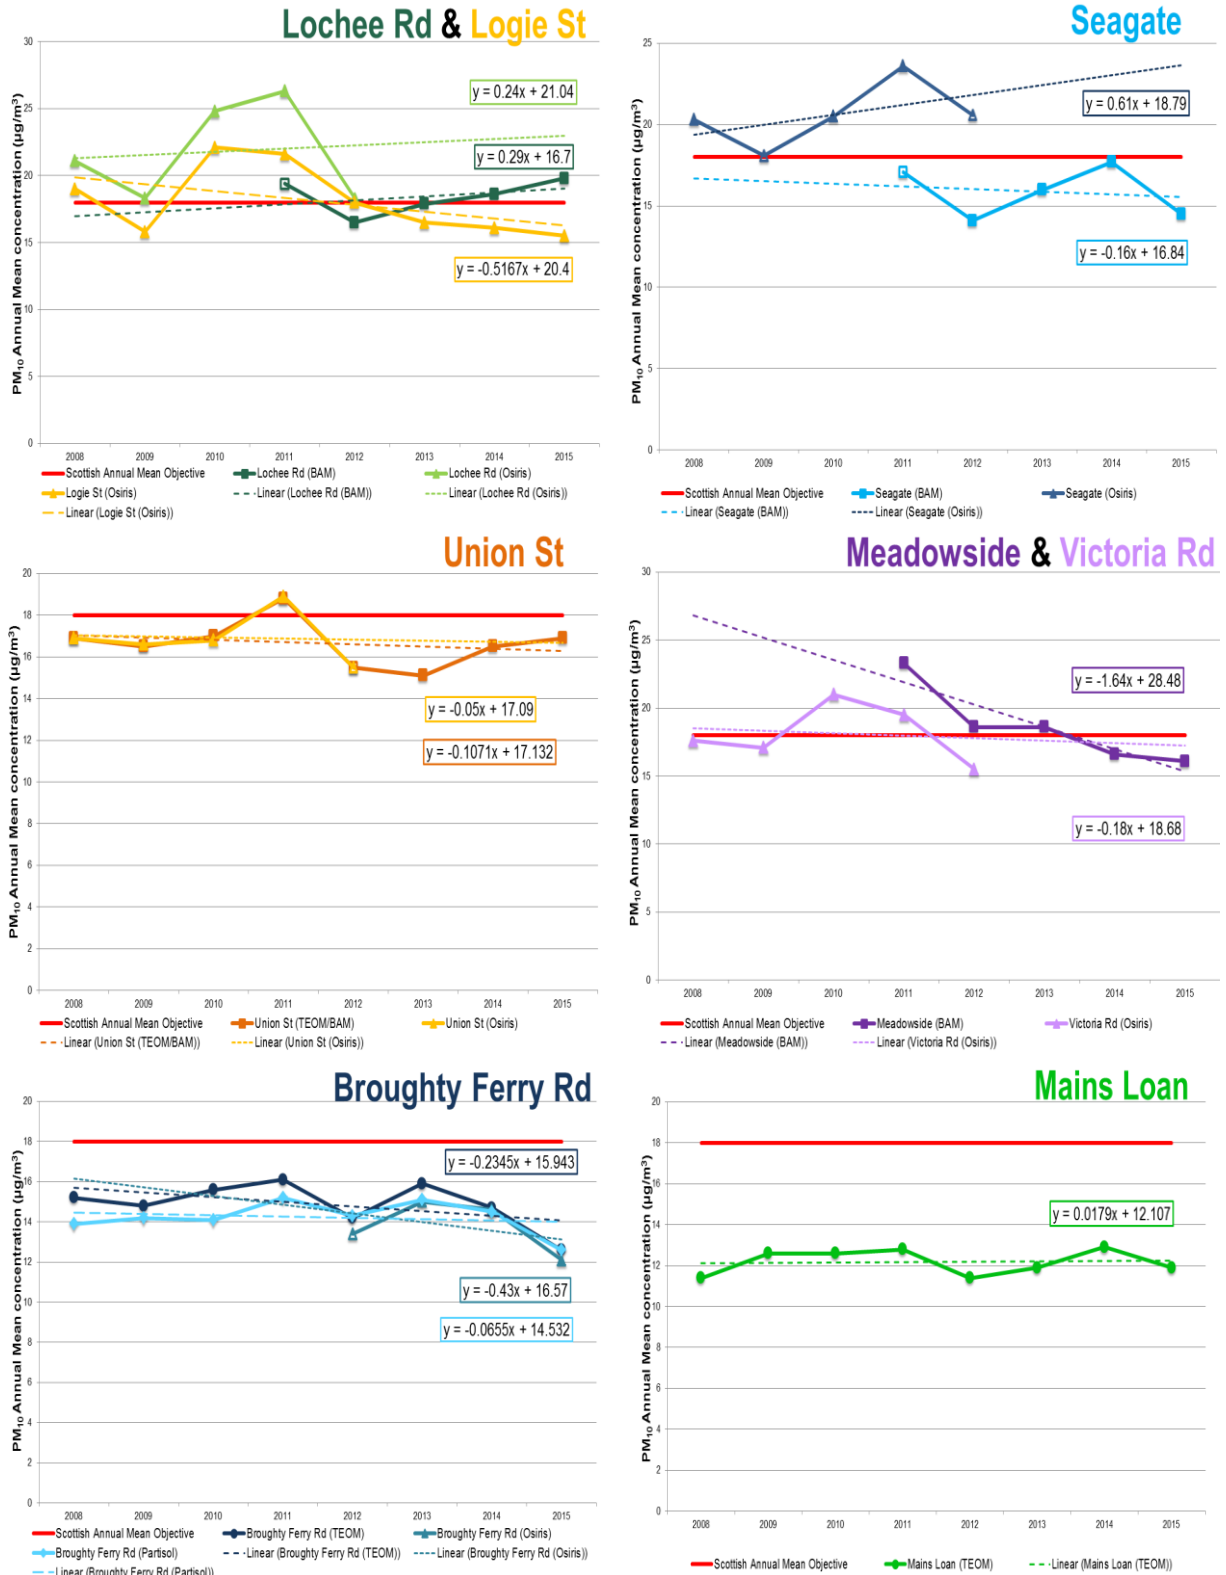 Lochee Rd & Logie St
PM₁₀ Annual Mean concentration (µg/m³)
30
25
20
15
10
5
0
y = 0.24x + 21.04
y = 0.29x + 16.7
y = -0.5167x + 20.4
2008 2009 2010 2011 2012 2013 2014 2015
Scottish Annual Mean Objective Lochee Rd (BAM) Lochee Rd (Osiris)
Logie St (Osiris) Linear (Lochee Rd (BAM)) Linear (Lochee Rd (Osiris))
Linear (Logie St (Osiris))
Seagate
PM₁₀ Annual Mean concentration (µg/m³)
25
20
15
10
5
0
y = 0.61x + 18.79
y = -0.16x + 16.84
2008 2009 2010 2011 2012 2013 2014 2015
Scottish Annual Mean Objective Seagate (BAM) Seagate (Osiris)
Linear (Seagate (BAM)) Linear (Seagate (Osiris))
Union St
PM₁₀ Annual Mean concentration (µg/m³)
20
18
16
14
12
10
8
6
4
2
0
y = -0.05x + 17.09
y = -0.1071x + 17.132
2008 2009 2010 2011 2012 2013 2014 2015
Scottish Annual Mean Objective Union St (TEOM/BAM) Union St (Osiris)
Linear (Union St (TEOM/BAM)) Linear (Union St (Osiris))
Meadowside & Victoria Rd
PM₁₀ Annual Mean concentration (µg/m³)
30
25
20
15
10
5
0
y = -1.64x + 28.48
y = -0.18x + 18.68
2008 2009 2010 2011 2012 2013 2014 2015
Scottish Annual Mean Objective Meadowside (BAM) Victoria Rd (Osiris)
Linear (Meadowside (BAM)) Linear (Victoria Rd (Osiris))
Broughty Ferry Rd
PM₁₀ Annual Mean concentration (µg/m³)
20
18
16
14
12
10
8
6
4
2
0
y = -0.2345x + 15.943
y = -0.43x + 16.57
y = -0.0655x + 14.532
2008 2009 2010 2011 2012 2013 2014 2015
Scottish Annual Mean Objective Broughty Ferry Rd (TEOM) Broughty Ferry Rd (Osiris)
Broughty Ferry Rd (Partisol) Linear (Broughty Ferry Rd (TEOM)) Linear (Broughty Ferry Rd (Osiris))
Linear (Broughty Ferry Rd (Partisol))
Mains Loan
PM₁₀ Annual Mean concentration (µg/m³)
20
18
16
14
12
10
8
6
4
2
0
y = 0.0179x + 12.107
2008 2009 2010 2011 2012 2013 2014 2015
Scottish Annual Mean Objective Mains Loan (TEOM) Linear (Mains Loan (TEOM))